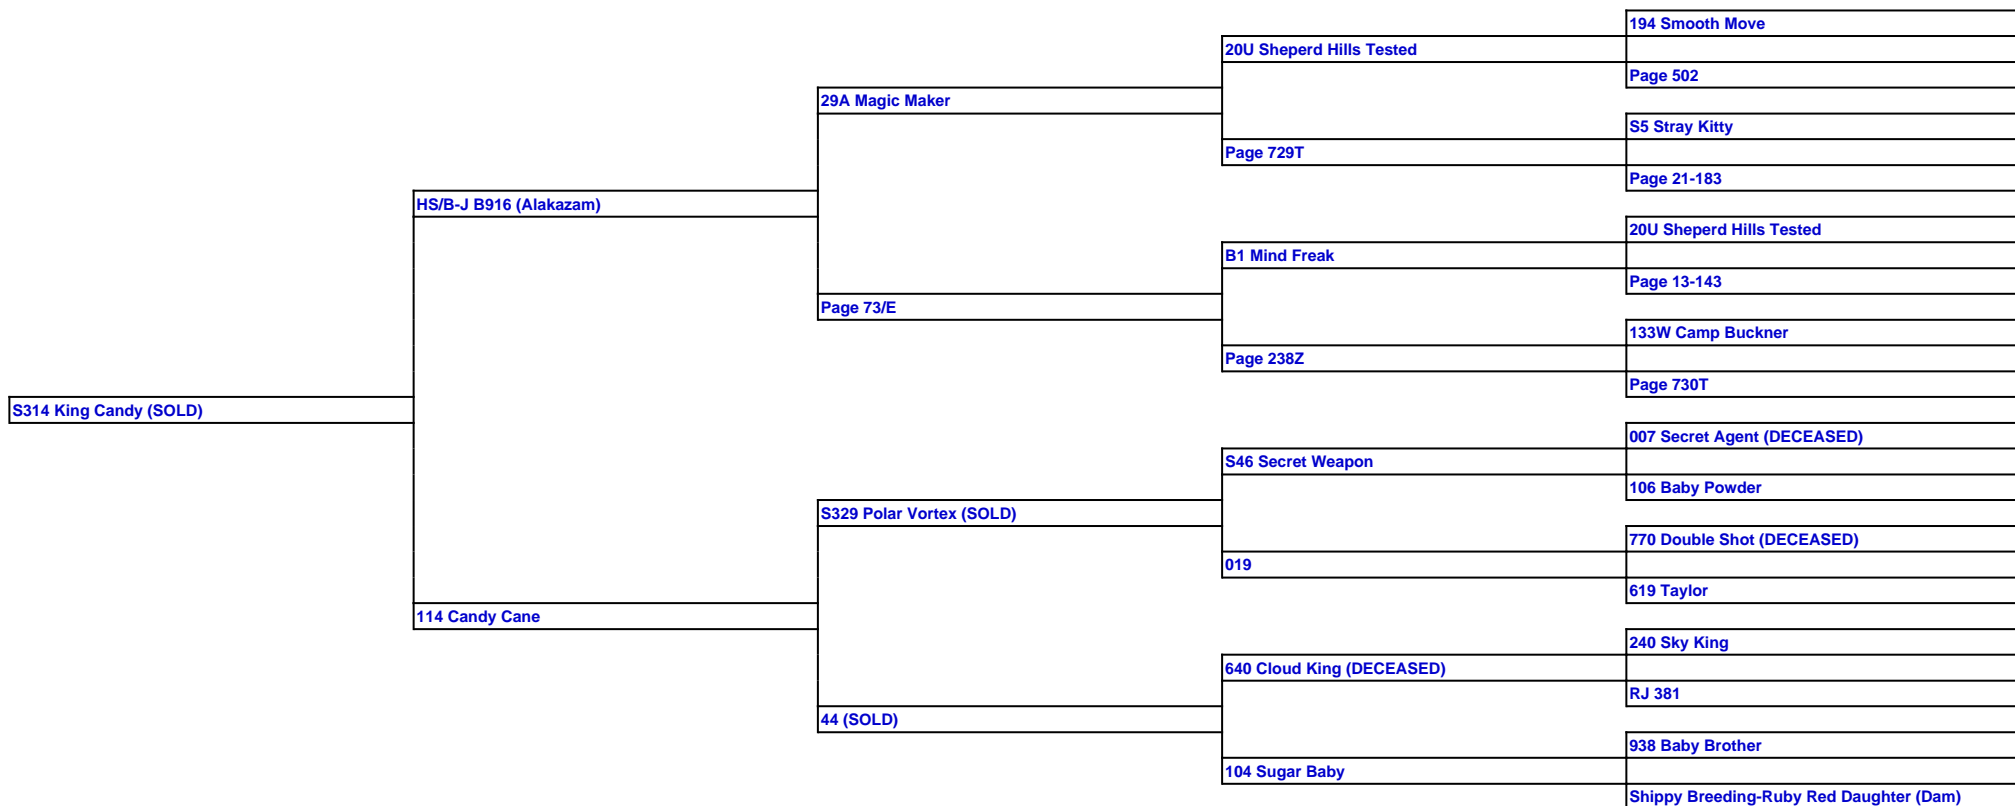 194 Smooth Move
20U Sheperd Hills Tested
Page 502
29A Magic Maker
S5 Stray Kitty
Page 729T
Page 21-183
HS/B-J B916 (Alakazam)
20U Sheperd Hills Tested
B1 Mind Freak
Page 13-143
Page 73/E
133W Camp Buckner
Page 238Z
Page 730T
S314 King Candy (SOLD)
007 Secret Agent (DECEASED)
S46 Secret Weapon
106 Baby Powder
S329 Polar Vortex (SOLD)
770 Double Shot (DECEASED)
019
619 Taylor
114 Candy Cane
240 Sky King
640 Cloud King (DECEASED)
RJ 381
44 (SOLD)
938 Baby Brother
104 Sugar Baby
Shippy Breeding-Ruby Red Daughter (Dam)